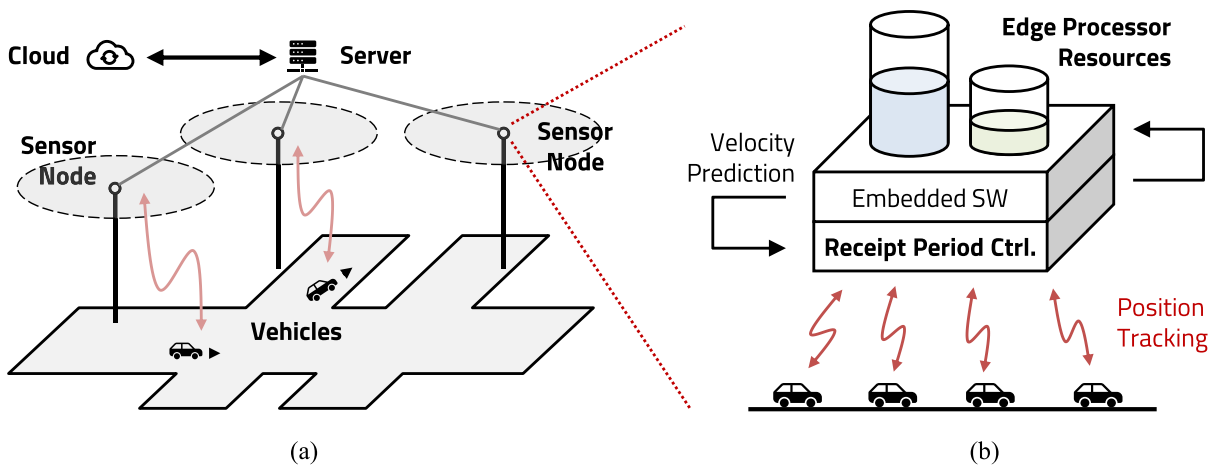 Cloud
Server
Sensor
Node
Sensor
Node
Vehicles
(a)
Edge Processor
Resources
Velocity
Prediction
Embedded SW
Receipt Period Ctrl.
Position
Tracking
(b)